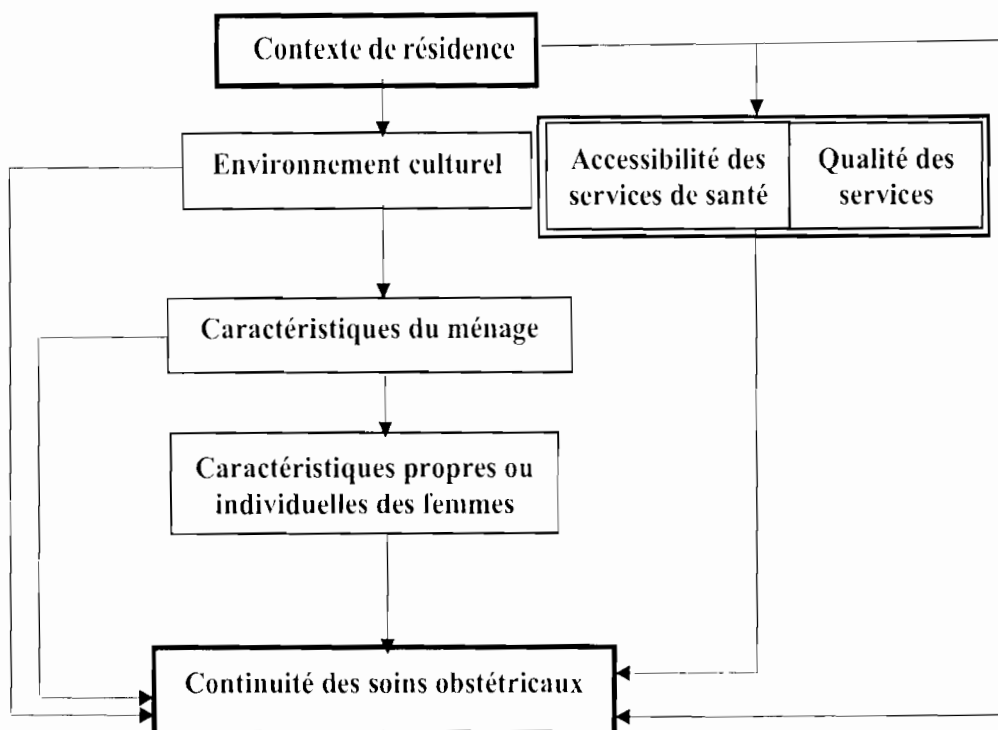 Contexte de résidence
Environnement culturel
Accessibilité des
services de santé
Qualité des
services
Caractéristiques du ménage
Caractéristiques propres ou
individuelles des femmes
Continuité des soins obstétricaux